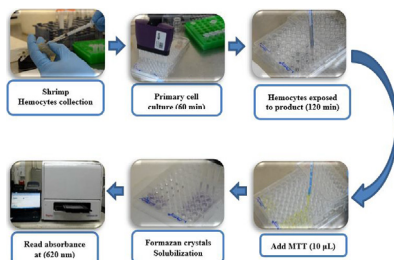 Shrimp
Hemocytes collection
Primary cell
culture (60 min)
Hemocytes exposed
to product (120 min)
Add MTT (10 µL)
Formazan crystals
Solubilization
Read absorbance
at (620 nm)